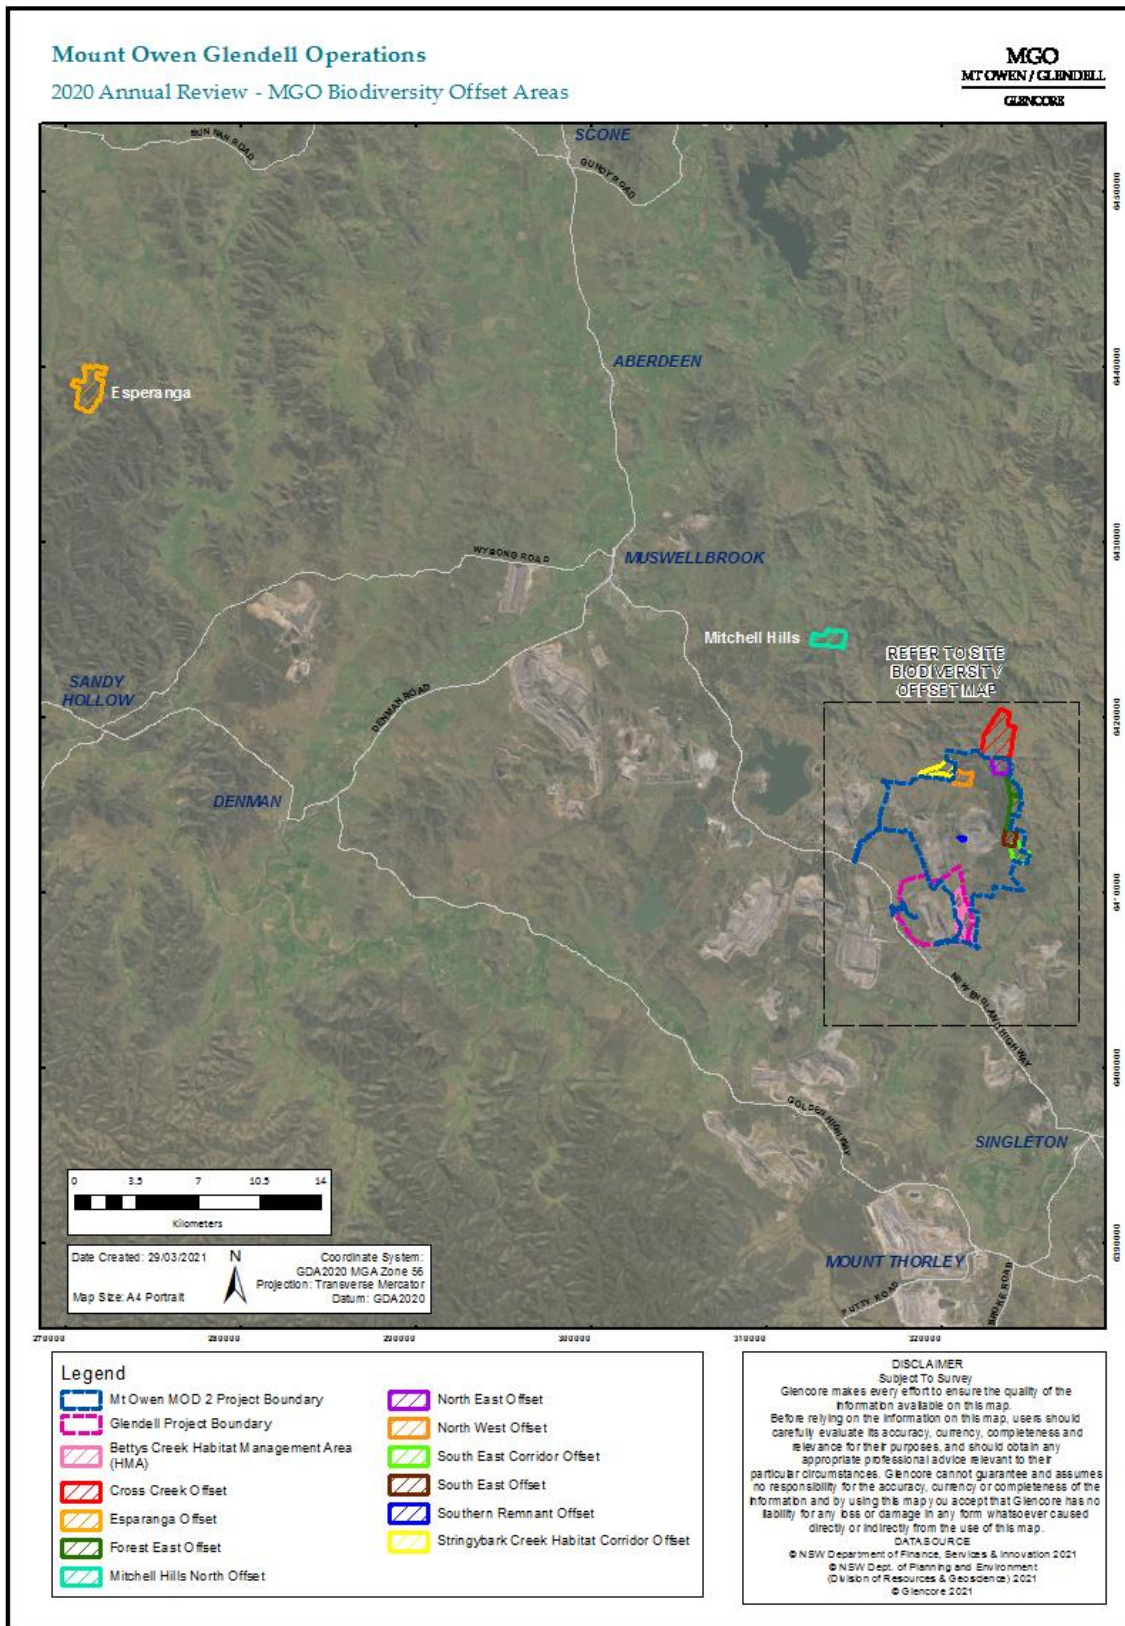 Mount Owen Glendell Operations
2020 Annual Review - MGO Biodiversity Offset Areas
MGO
MT OWEN / GLENDELL
GLENCORE
SCONE
BUNNAN ROAD
GUNDY ROAD
6450000
ABERDEEN
6440000
Esperanga
6430000
WYBONG ROAD
MUSWELLBROOK
Mitchell Hills
REFER TO SITE
BIODIVERSITY
OFFSET MAP
SANDY
HOLLOW
DENMAN ROAD
6420000
DENMAN
6410000
NEW ENGLAND HIGHWAY
6400000
GOLDEN HIGHWAY
SINGLETON
6390000
MOUNT THORLEY
PUTTY ROAD
BROKE ROAD
0 3.5 7 10.5 14
Kilometers
Date Created: 29/03/2021
Map Size: A4 Portrait
N
Coordinate System:
GDA2020 MGA Zone 56
Projection: Transverse Mercator
Datum: GDA2020
270000 280000 290000 300000 310000 320000
Legend
Mt Owen MOD 2 Project Boundary
Glendell Project Boundary
Bettys Creek Habitat Management Area
(HMA)
Cross Creek Offset
Esparanga Offset
Forest East Offset
Mitchell Hills North Offset
North East Offset
North West Offset
South East Corridor Offset
South East Offset
Southern Remnant Offset
Stringybark Creek Habitat Corridor Offset
DISCLAIMER
Subject To Survey
Glencore makes every effort to ensure the quality of the
information available on this map.
Before relying on the information on this map, users should
carefully evaluate its accuracy, currency, completeness and
relevance for their purposes, and should obtain any
appropriate professional advice relevant to their
particular circumstances. Glencore cannot guarantee and assumes
no responsibility for the accuracy, currency or completeness of the
information and by using this map you accept that Glencore has no
liability for any loss or damage in any form whatsoever caused
directly or indirectly from the use of this map.
DATA SOURCE
© NSW Department of Finance, Services & Innovation 2021
© NSW Dept. of Planning and Environment
(Division of Resources & Geoscience) 2021
© Glencore 2021